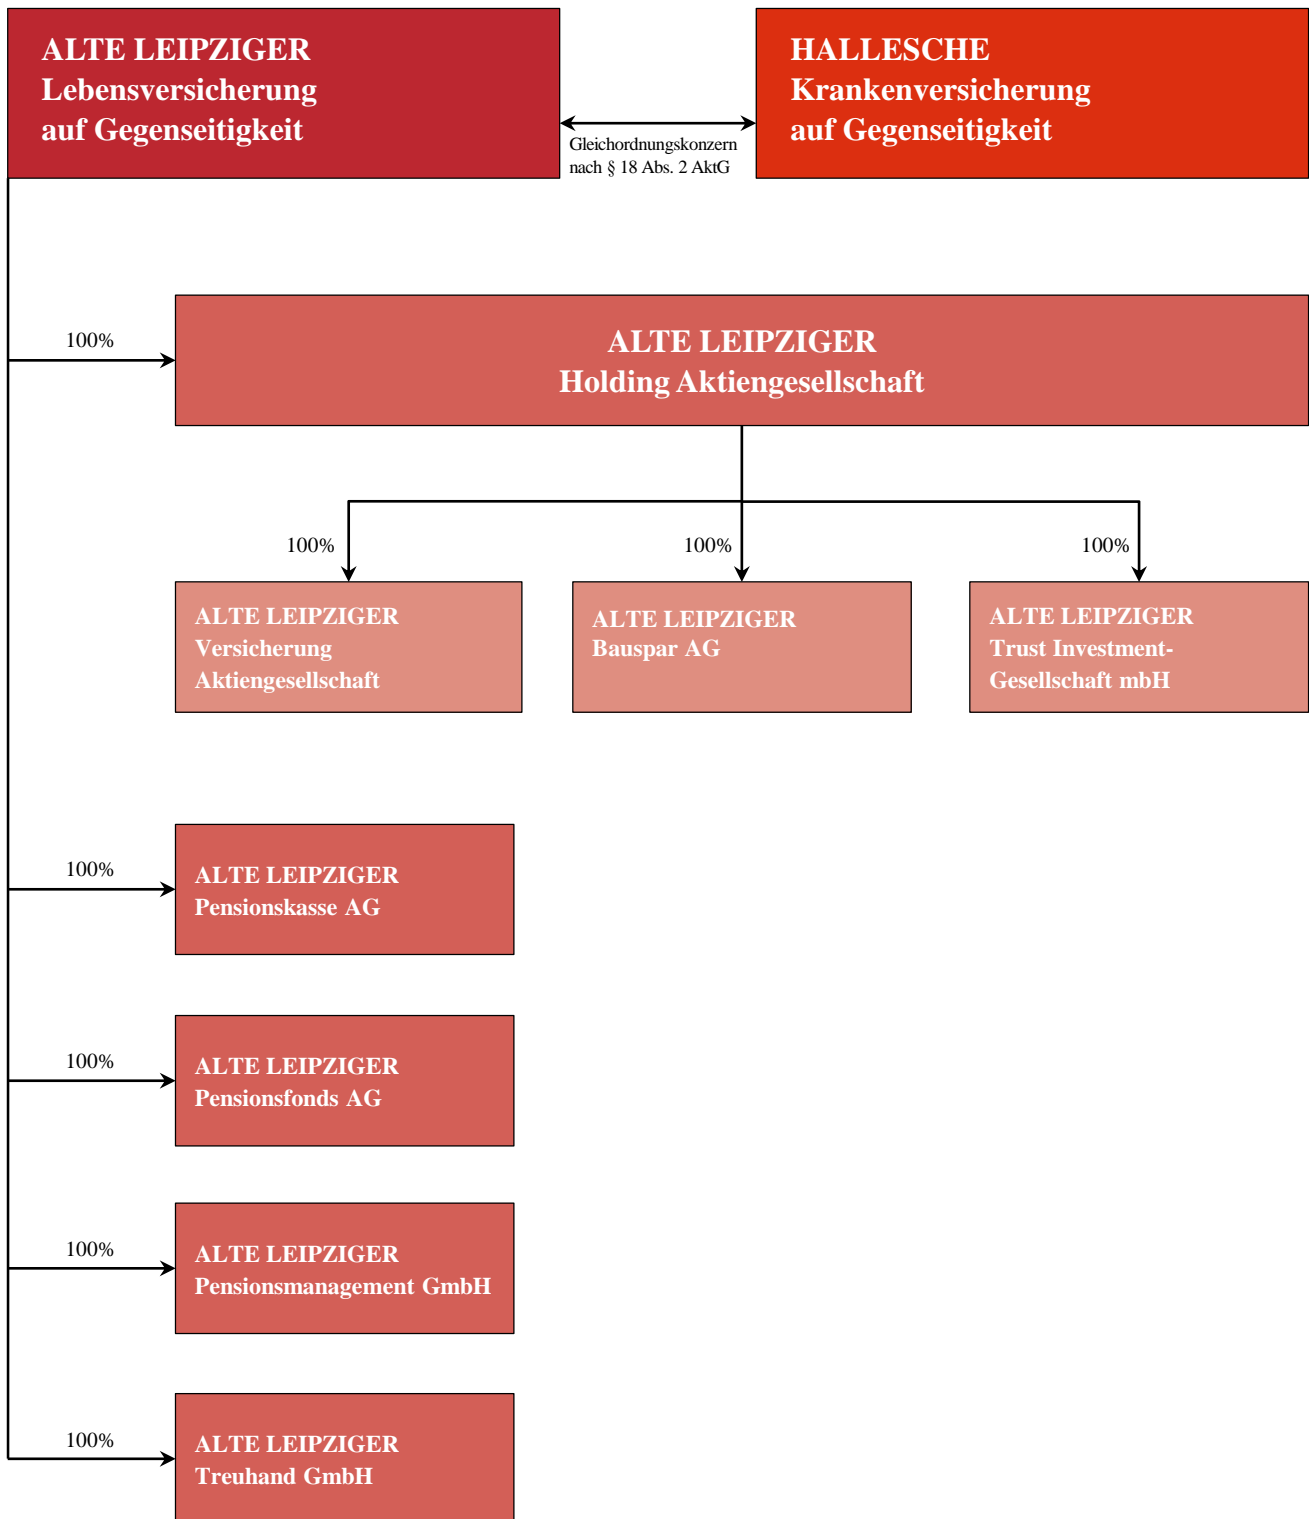 ALTE LEIPZIGER
Lebensversicherung
auf Gegenseitigkeit
Gleichordnungskonzern
nach § 18 Abs. 2 AktG
HALLESCHE
Krankenversicherung
auf Gegenseitigkeit
100%
ALTE LEIPZIGER
Holding Aktiengesellschaft
100%
100%
100%
ALTE LEIPZIGER
Versicherung
Aktiengesellschaft
ALTE LEIPZIGER
Bauspar AG
ALTE LEIPZIGER
Trust Investment-
Gesellschaft mbH
100%
ALTE LEIPZIGER
Pensionskasse AG
100%
ALTE LEIPZIGER
Pensionsfonds AG
100%
ALTE LEIPZIGER
Pensionsmanagement GmbH
100%
ALTE LEIPZIGER
Treuhand GmbH